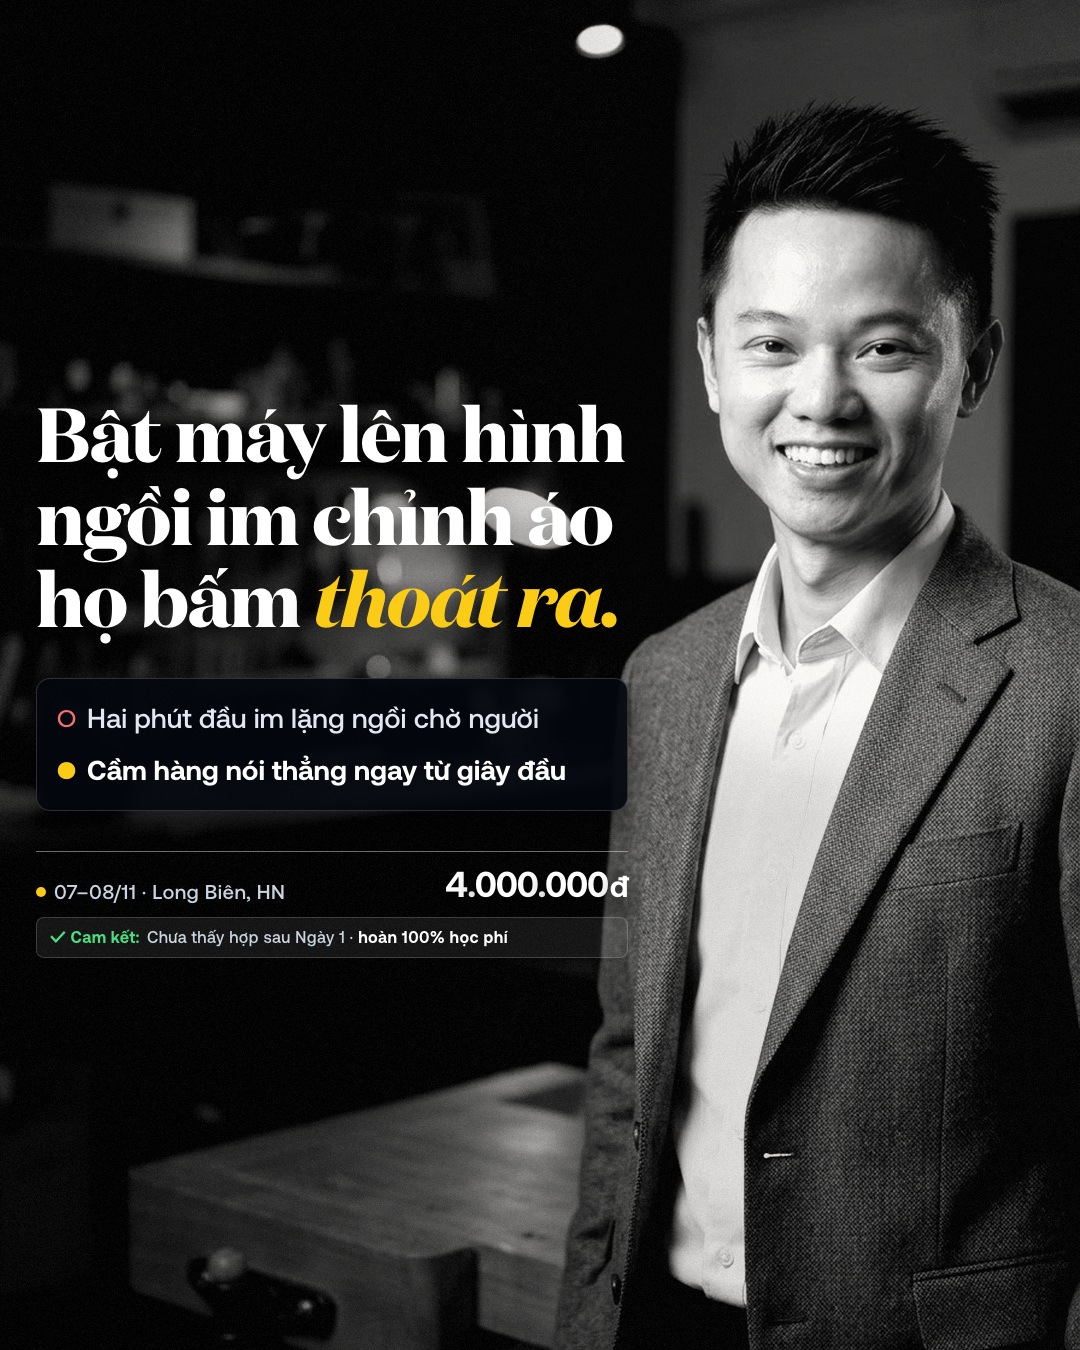 Bật máy lên hình
ngồi im chỉnh áo
họ bấm thoát ra.
Hai phút đầu im lặng ngồi chờ người
Cầm hàng nói thẳng ngay từ giây đầu
07–08/11 · Long Biên, HN
4.000.000đ
Cam kết: Chưa thấy hợp sau Ngày 1 · hoàn 100% học phí